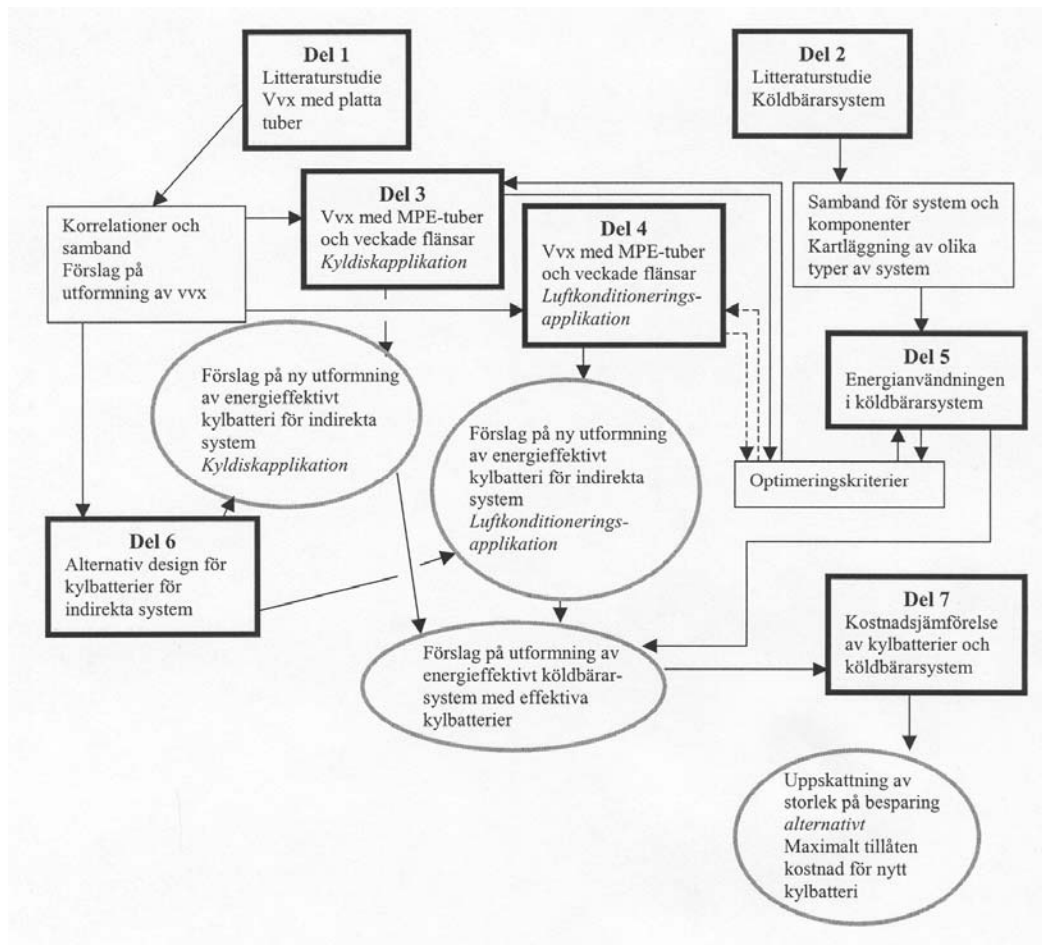 Del 1
Litteraturstudie
Vvx med platta
tuber
Del 2
Litteraturstudie
Köldbärarsystem
Korrelationer och
samband
Förslag på
utformning av vvx
Del 3
Vvx med MPE-tuber
och veckade flänsar
Kyldiskapplikation
Del 4
Vvx med MPE-tuber
och veckade flänsar
Luftkonditionerings-
applikation
Samband för system och
komponenter
Kartläggning av olika
typer av system
Del 5
Energianvändningen
i köldbärarsystem
Förslag på ny utformning
av energieffektivt
kylbatteri för indirekta
system
Kyldiskapplikation
Förslag på ny utformning
av energieffektivt
kylbatteri för indirekta
system
Luftkonditionerings-
applikation
Optimeringskriterier
Del 6
Alternativ design för
kylbatterier för
indirekta system
Förslag på utformning av
energieffektivt köldbärar-
system med effektiva
kylbatterier
Del 7
Kostnadsjämförelse
av kylbatterier och
köldbärarsystem
Uppskattning av
storlek på besparing
alternativt
Maximalt tillåten
kostnad för nytt
kylbatteri